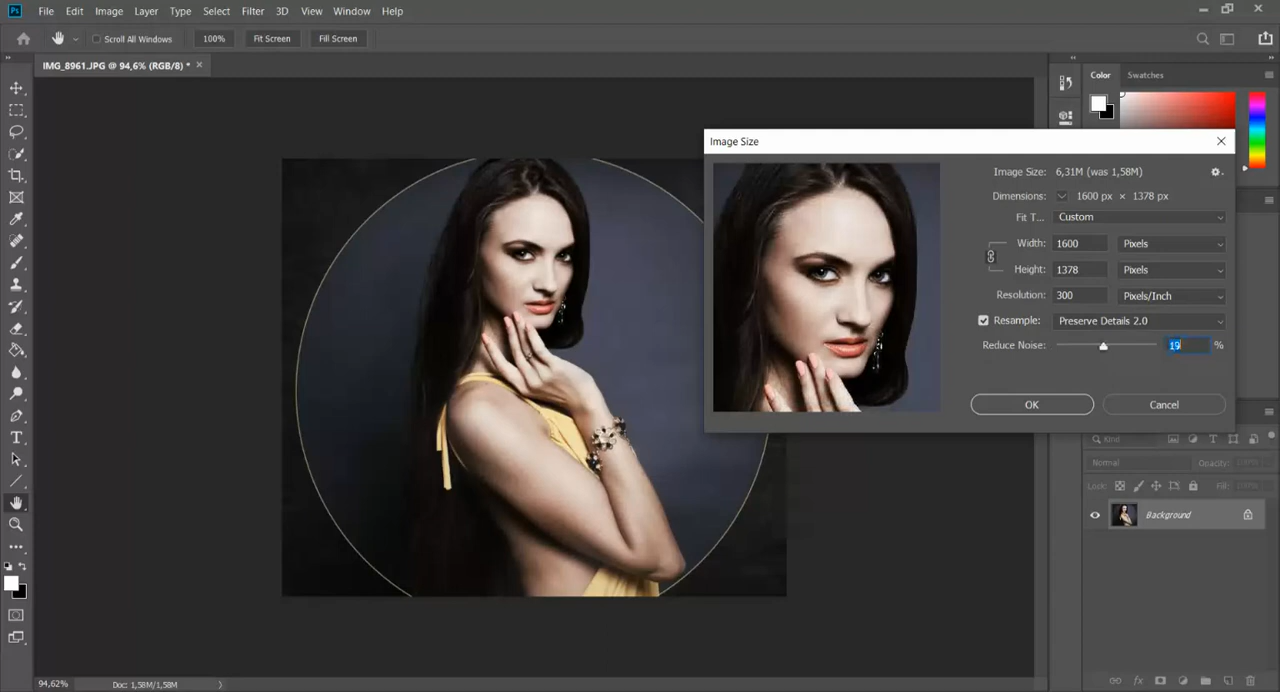 Ps File Edit Image Layer Type Select Filter 3D View Window Help
Scroll All Windows 100% Fit Screen Fill Screen
IMG_8961.JPG @ 94,6% (RGB/8) *
Color Swatches
Image Size
Image Size: 6,31M (was 1,58M)
Dimensions: 1600 px × 1378 px
Fit T... Custom
Width: 1600 Pixels
Height: 1378 Pixels
Resolution: 300 Pixels/Inch
Resample: Preserve Details 2.0
Reduce Noise: 19 %
OK Cancel
Kind
Normal Opacity: 100%
Lock: Fill: 100%
Background
94,62% Doc: 1,58M/1,58M